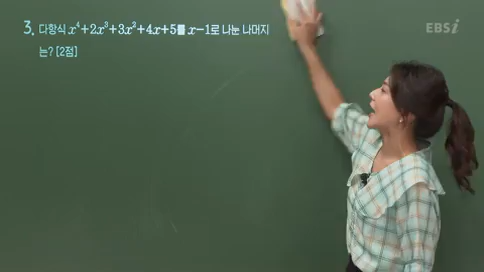 EBSi
3. 다항식 x⁴+2x³+3x²+4x+5를 x−1로 나눈 나머지
는? [2점]